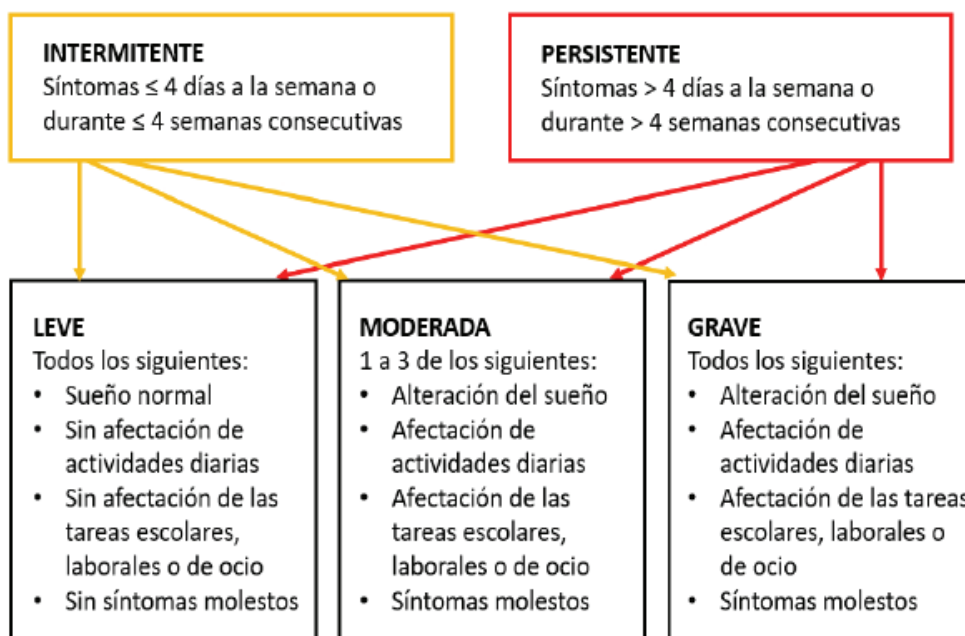 INTERMITENTE
Síntomas ≤ 4 días a la semana o
durante ≤ 4 semanas consecutivas
PERSISTENTE
Síntomas > 4 días a la semana o
durante > 4 semanas consecutivas
LEVE
Todos los siguientes:
• Sueño normal
• Sin afectación de
actividades diarias
• Sin afectación de las
tareas escolares,
laborales o de ocio
• Sin síntomas molestos
MODERADA
1 a 3 de los siguientes:
• Alteración del sueño
• Afectación de
actividades diarias
• Afectación de las
tareas escolares,
laborales o de ocio
• Síntomas molestos
GRAVE
Todos los siguientes:
• Alteración del sueño
• Afectación de
actividades diarias
• Afectación de las tareas
escolares, laborales o
de ocio
• Síntomas molestos